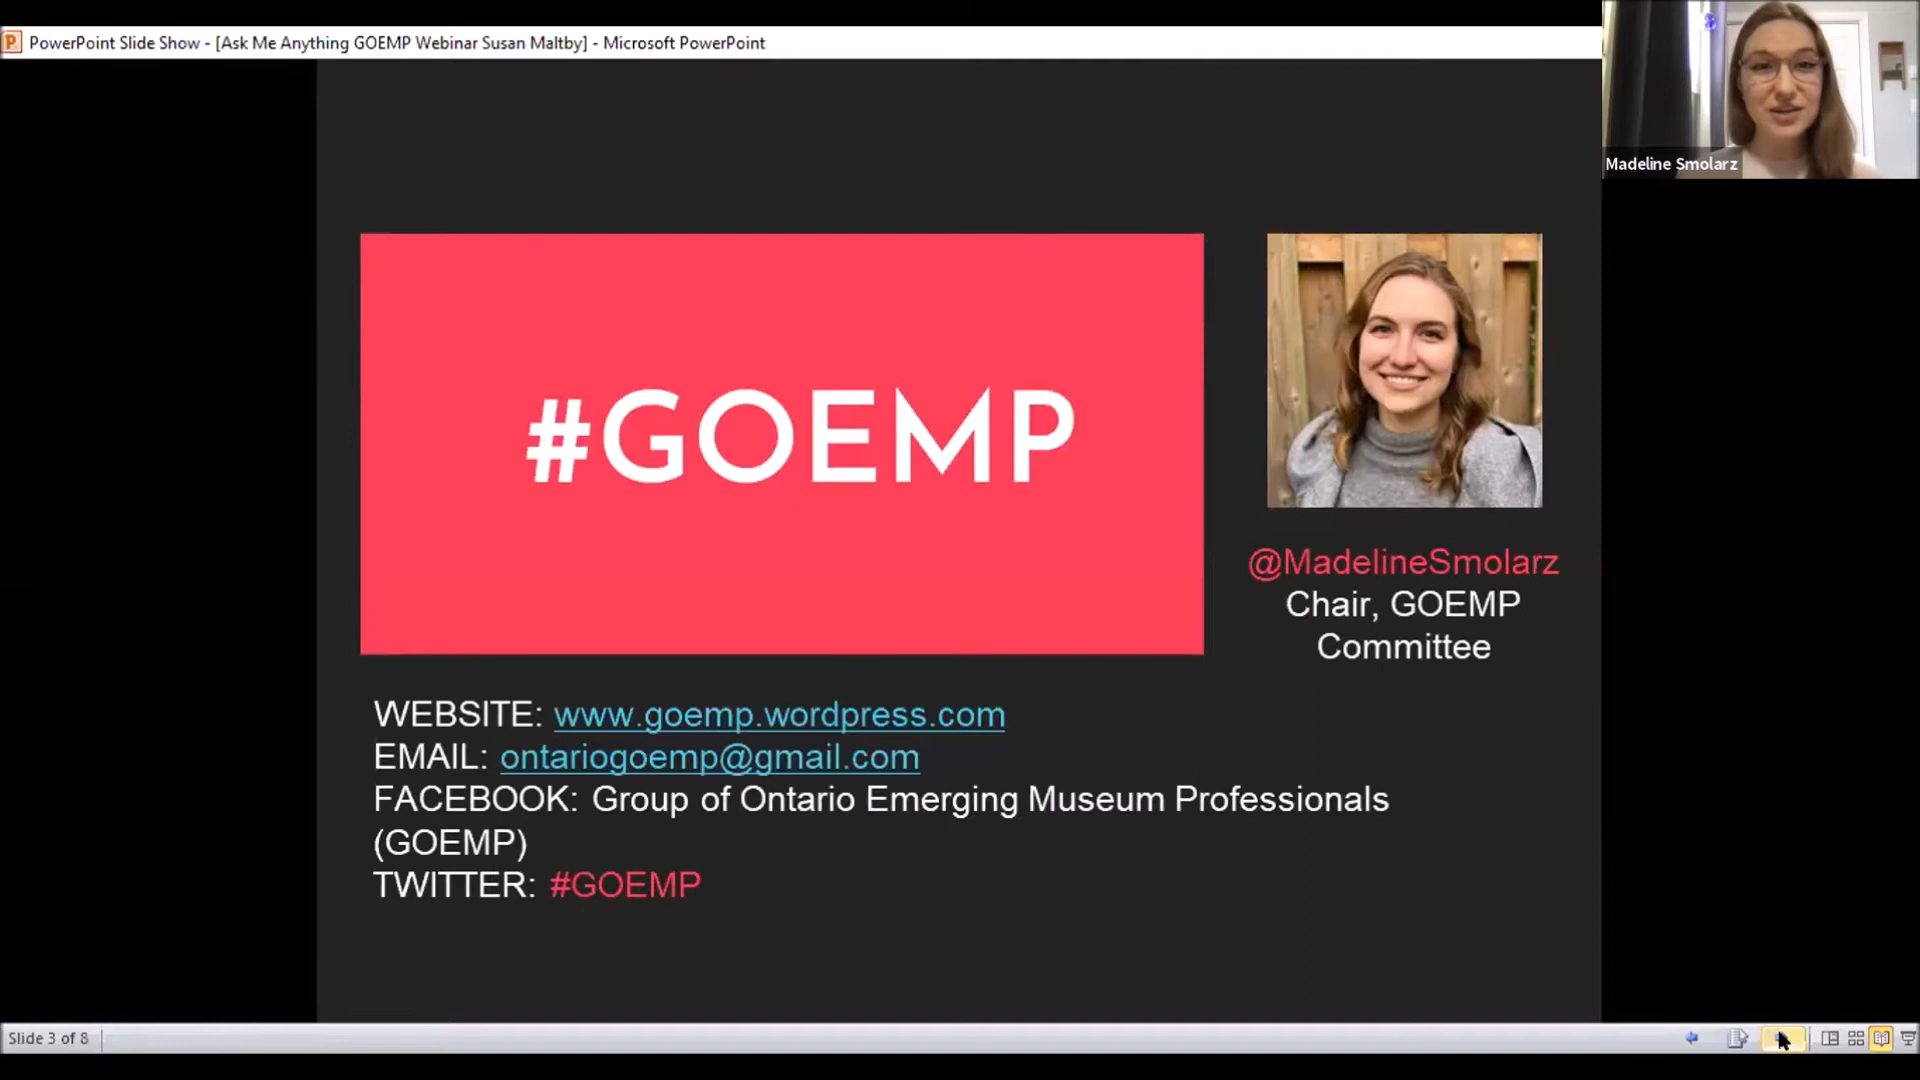 PowerPoint Slide Show - [Ask Me Anything GOEMP Webinar Susan Maltby] - Microsoft PowerPoint
Madeline Smolarz
#GOEMP
@MadelineSmolarz
Chair, GOEMP
Committee
WEBSITE: www.goemp.wordpress.com
EMAIL: ontariogoemp@gmail.com
FACEBOOK: Group of Ontario Emerging Museum Professionals
(GOEMP)
TWITTER: #GOEMP
Slide 3 of 8